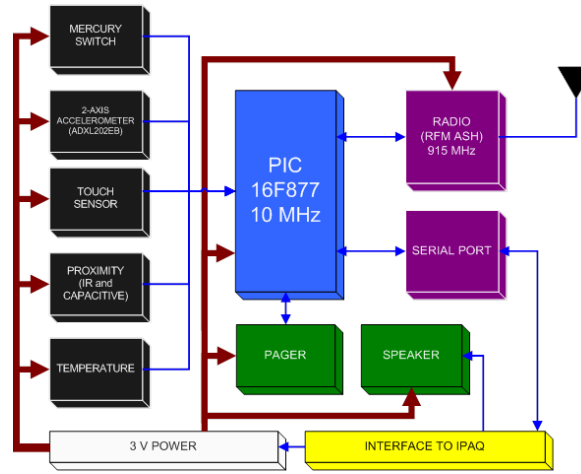 MERCURY
SWITCH
2-AXIS
ACCELEROMETER
(ADXL202EB)
TOUCH
SENSOR
PROXIMITY
(IR and
CAPACITIVE)
TEMPERATURE
PIC
16F877
10 MHz
RADIO
(RFM ASH)
915 MHz
SERIAL PORT
PAGER
SPEAKER
3 V POWER
INTERFACE TO IPAQ